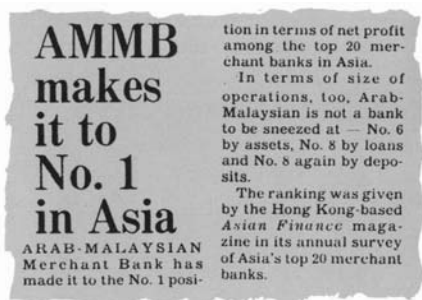 AMMB
makes
it to
No. 1
in Asia
ARAB-MALAYSIAN
Merchant Bank has
made it to the No. 1 posi-
tion in terms of net profit
among the top 20 mer-
chant banks in Asia.
In terms of size of
operations, too, Arab-
Malaysian is not a bank
to be sneezed at — No. 6
by assets, No. 8 by loans
and No. 8 again by depo-
sits.
The ranking was given
by the Hong Kong-based
Asian Finance maga-
zine in its annual survey
of Asia's top 20 merchant
banks.